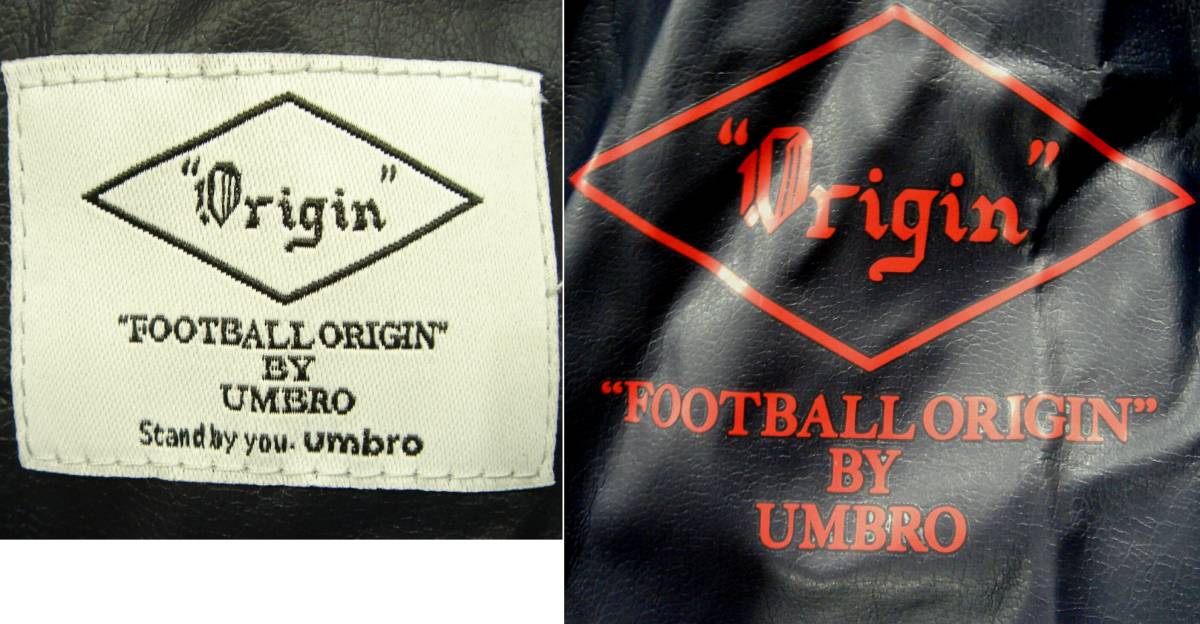 "Origin"
"FOOTBALL ORIGIN"
BY
UMBRO
Stand by you. umbro
"Origin"
"FOOTBALL ORIGIN"
BY
UMBRO